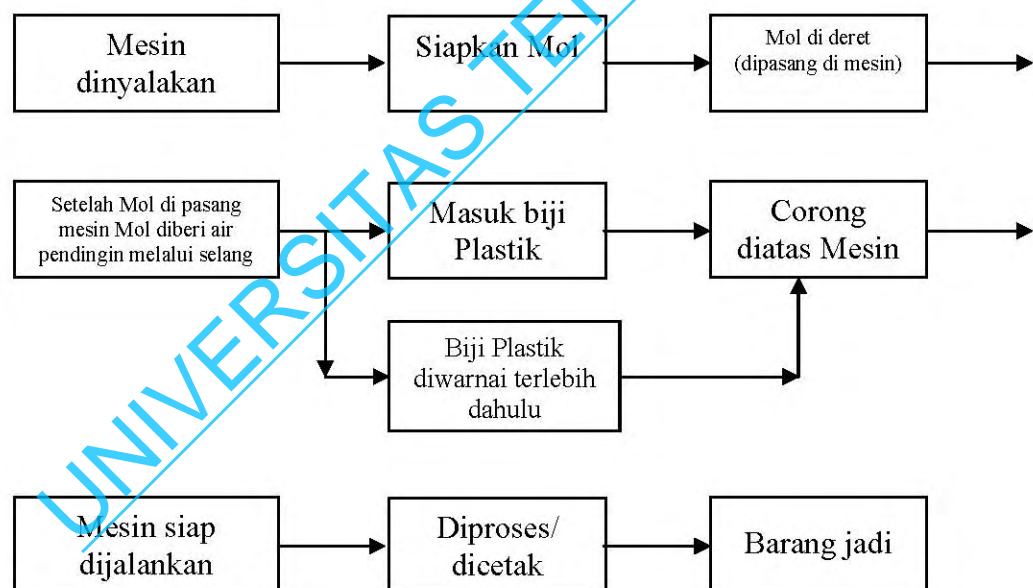 Mesin
dinyalakan
Siapkan Mol
Mol di deret
(dipasang di mesin)
Setelah Mol di pasang
mesin Mol diberi air
pendingin melalui selang
Masuk biji
Plastik
Corong
diatas Mesin
Biji Plastik
diwarnai terlebih
dahulu
Mesin siap
dijalankan
Diproses/
dicetak
Barang jadi
UNIVERSITAS